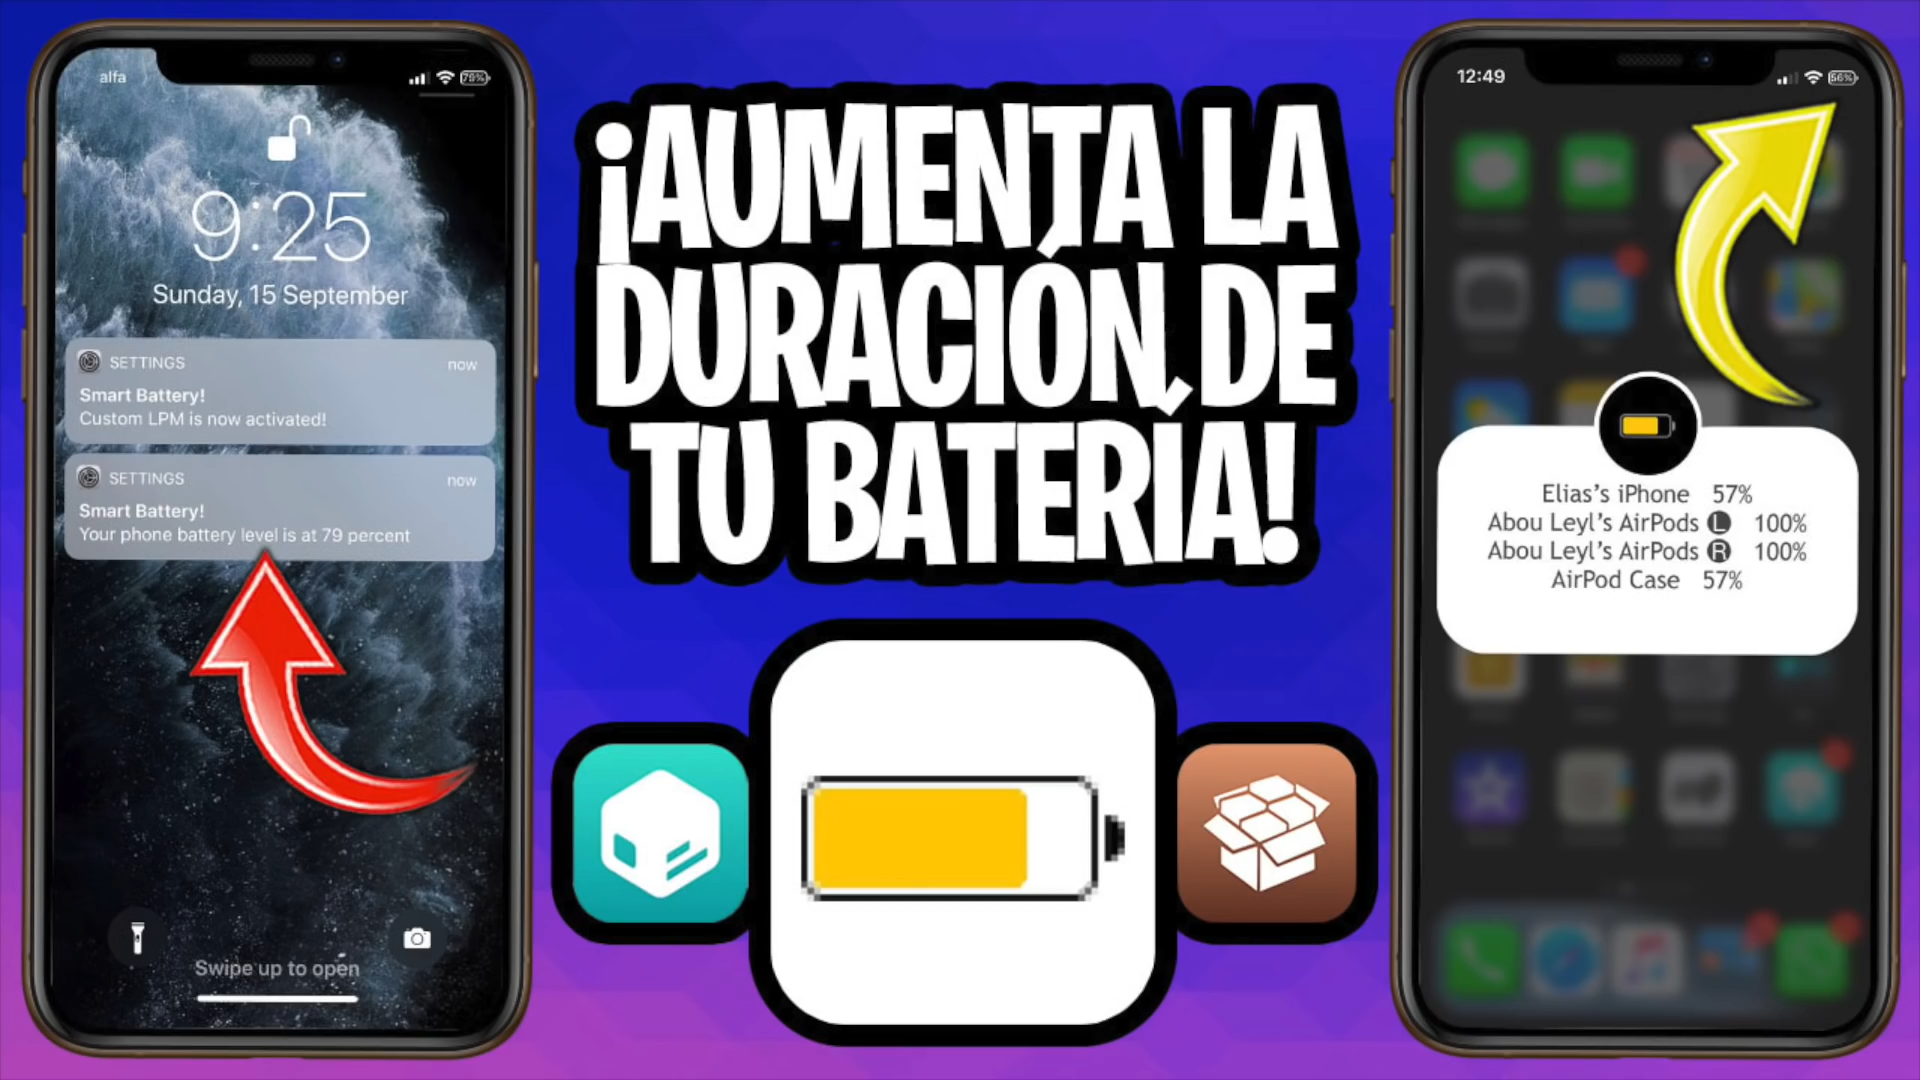 alfa
79%
9:25
Sunday, 15 September
SETTINGS
now
Smart Battery!
Custom LPM is now activated!
SETTINGS
now
Smart Battery!
Your phone battery level is at 79 percent
Swipe up to open
¡AUMENTA LA
DURACIÓN DE
TU BATERÍA!
12:49
56%
Elias's iPhone 57%
Abou Leyl's AirPods L 100%
Abou Leyl's AirPods R 100%
AirPod Case 57%